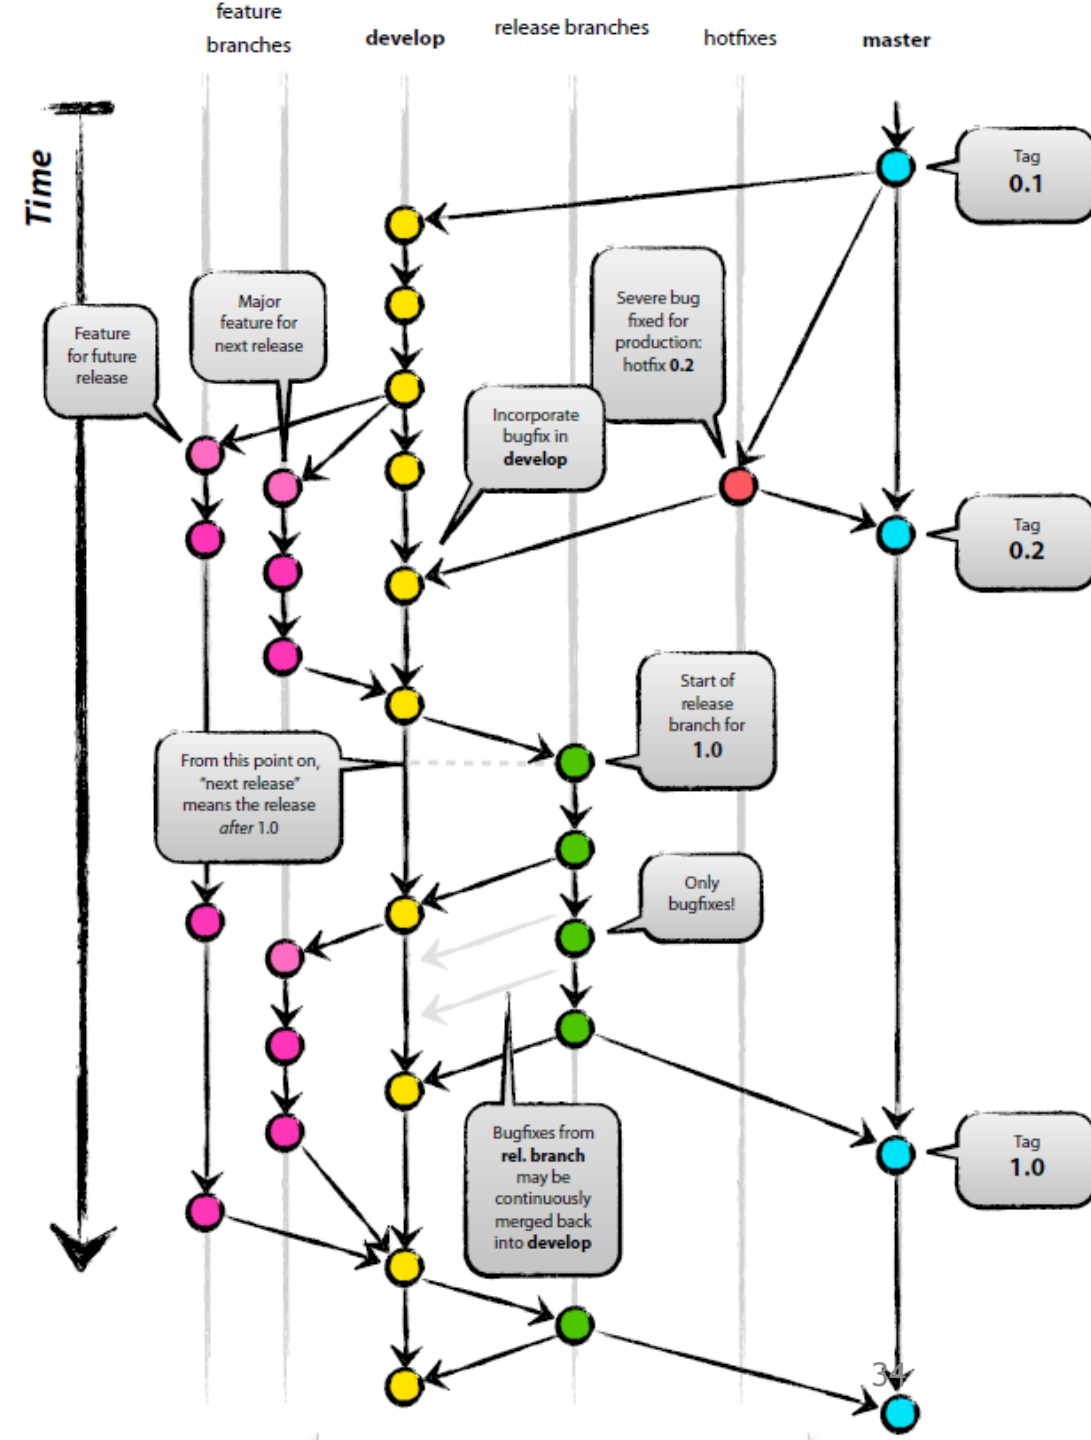 feature
branches
develop
release branches
hotfixes
master
Time
Tag
0.1
Major
feature for
next release
Severe bug
fixed for
production:
hotfix 0.2
Feature
for future
release
Incorporate
bugfix in
develop
Tag
0.2
Start of
release
branch for
1.0
From this point on,
“next release”
means the release
after 1.0
Only
bugfixes!
Bugfixes from
rel. branch
may be
continuously
merged back
into develop
Tag
1.0
34